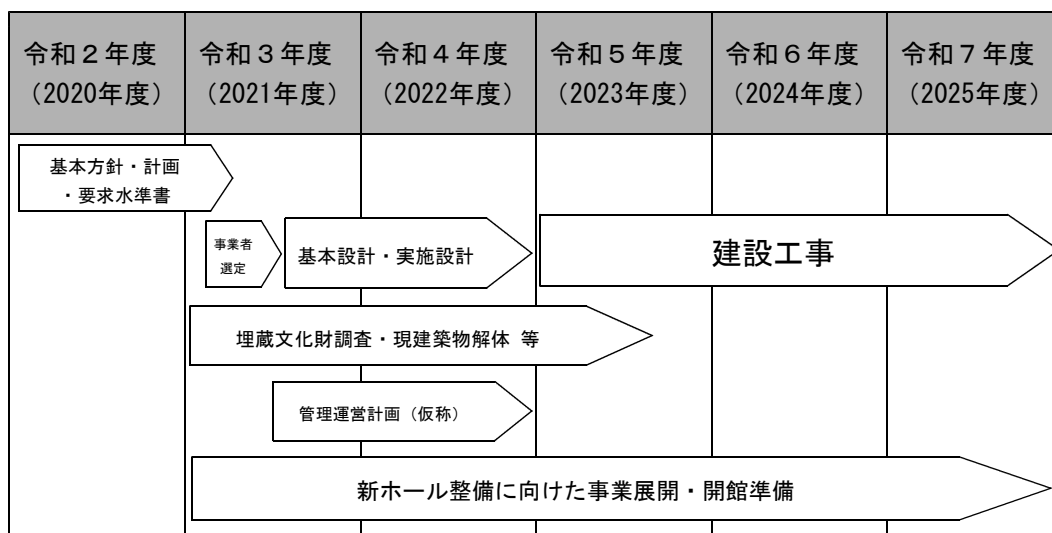 令和２年度
（2020年度）
令和３年度
（2021年度）
令和４年度
（2022年度）
令和５年度
（2023年度）
令和６年度
（2024年度）
令和７年度
（2025年度）
基本方針・計画
・要求水準書
事業者
選定
基本設計・実施設計
建設工事
埋蔵文化財調査・現建築物解体 等
管理運営計画（仮称）
新ホール整備に向けた事業展開・開館準備